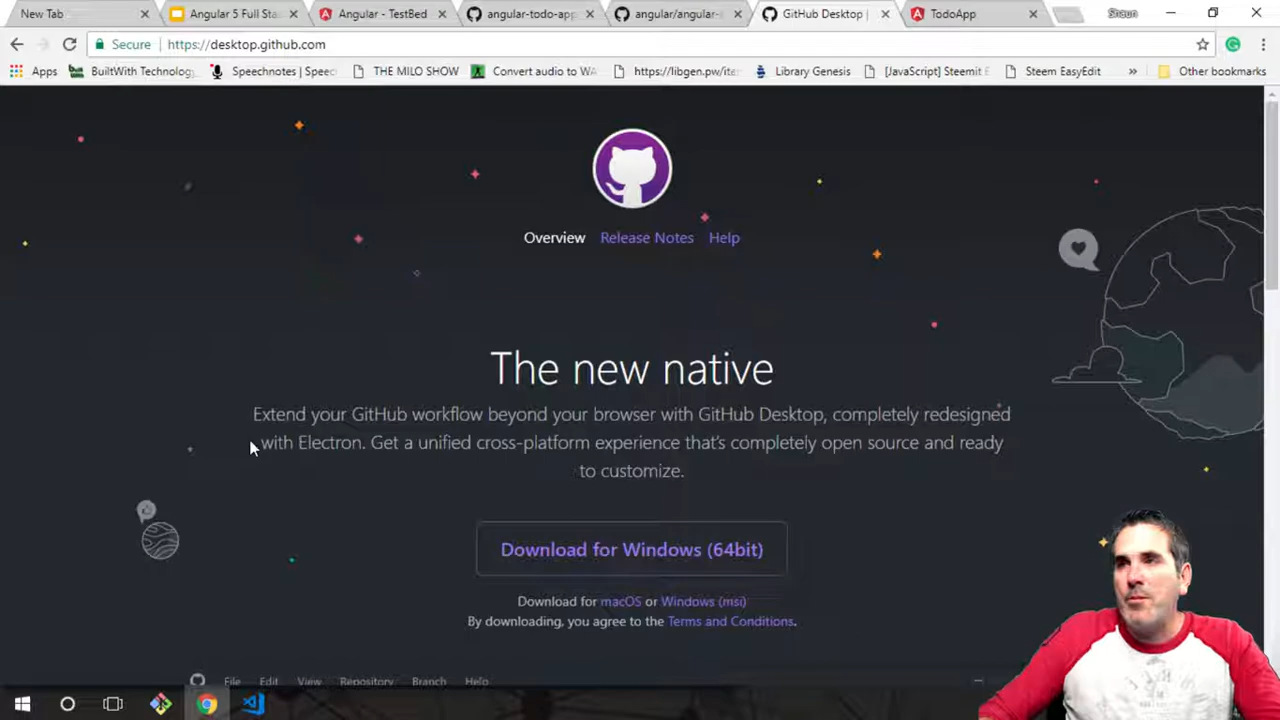 New Tab
Angular 5 Full Sta
Angular - TestBed
angular-todo-app
angular/angular-
GitHub Desktop |
TodoApp
Shaun
Secure
https://desktop.github.com
Apps
BuiltWith Technolog
Speechnotes | Speec
THE MILO SHOW
Convert audio to WA
https://libgen.pw/ite
Library Genesis
[JavaScript] Steemit E
Steem EasyEdit
»
Other bookmarks
Overview
Release Notes
Help
The new native
Extend your GitHub workflow beyond your browser with GitHub Desktop, completely redesigned
with Electron. Get a unified cross-platform experience that's completely open source and ready
to customize.
Download for Windows (64bit)
Download for macOS or Windows (msi)
By downloading, you agree to the Terms and Conditions.
File Edit View Repository Branch Help